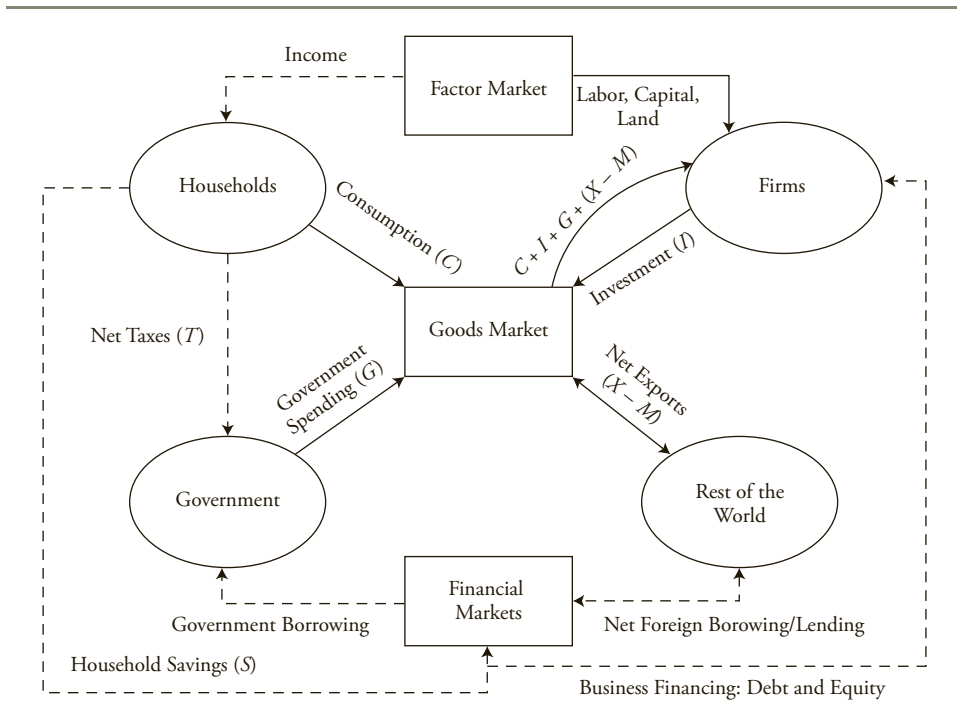 Income
Factor Market
Labor, Capital,
Land
Households
Firms
Consumption (C)
C + I + G + (X – M)
Investment (I)
Goods Market
Net Taxes (T)
Government
Spending (G)
Net Exports
(X – M)
Government
Rest of the
World
Financial
Markets
Government Borrowing
Net Foreign Borowing/Lending
Household Savings (S)
Business Financing: Debt and Equity